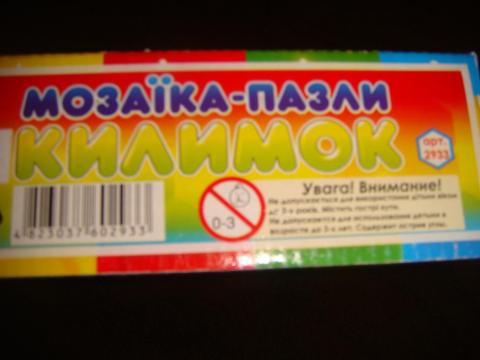 МОЗАЇКА-ПАЗЛИ
КИЛИМОК
арт.
2933
4823037602933
0-3
Увага! Внимание!
Не допускається для використання дітьми віком
до 3-х років. Містить гострі кути.
Не допускается для использования детьми в
возрасте до 3-х лет. Содержит острие углы.